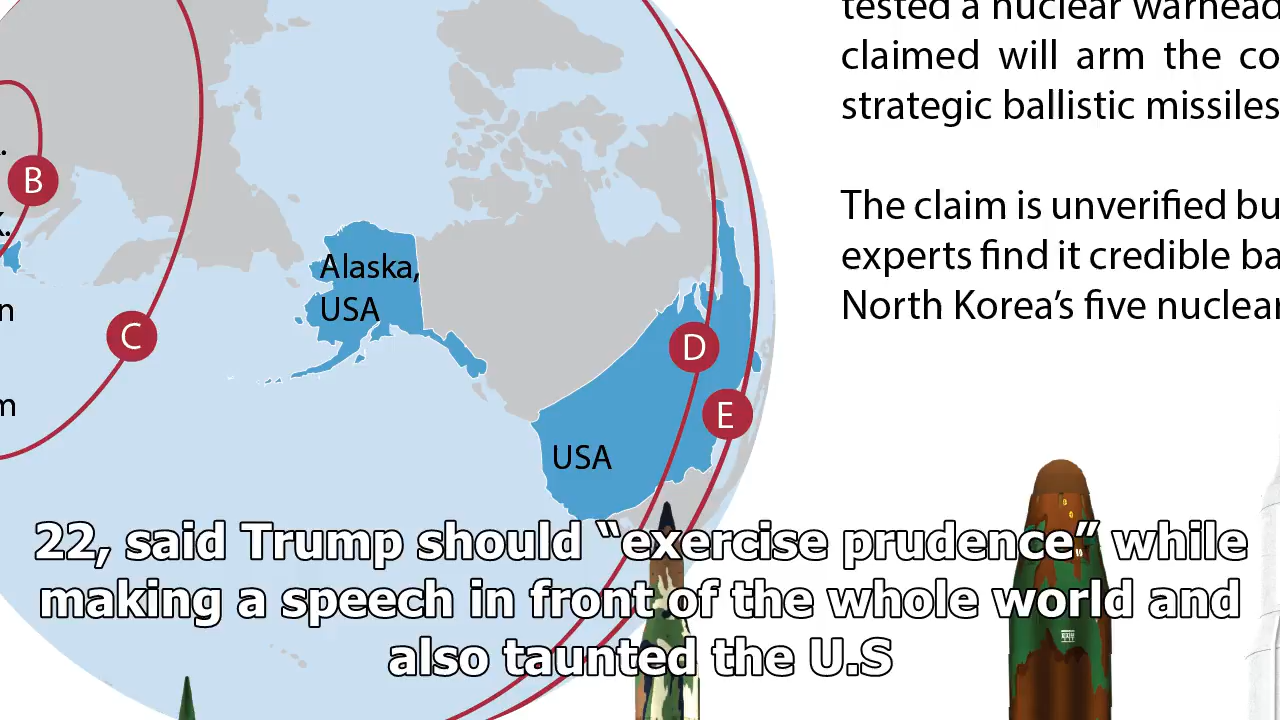 tested a nuclear warhead
claimed will arm the co
strategic ballistic missiles
The claim is unverified bu
experts find it credible ba
North Korea's five nuclear
B
C
D
E
Alaska,
USA
USA
n
m
22, said Trump should “exercise prudence” while
making a speech in front of the whole world and
also taunted the U.S